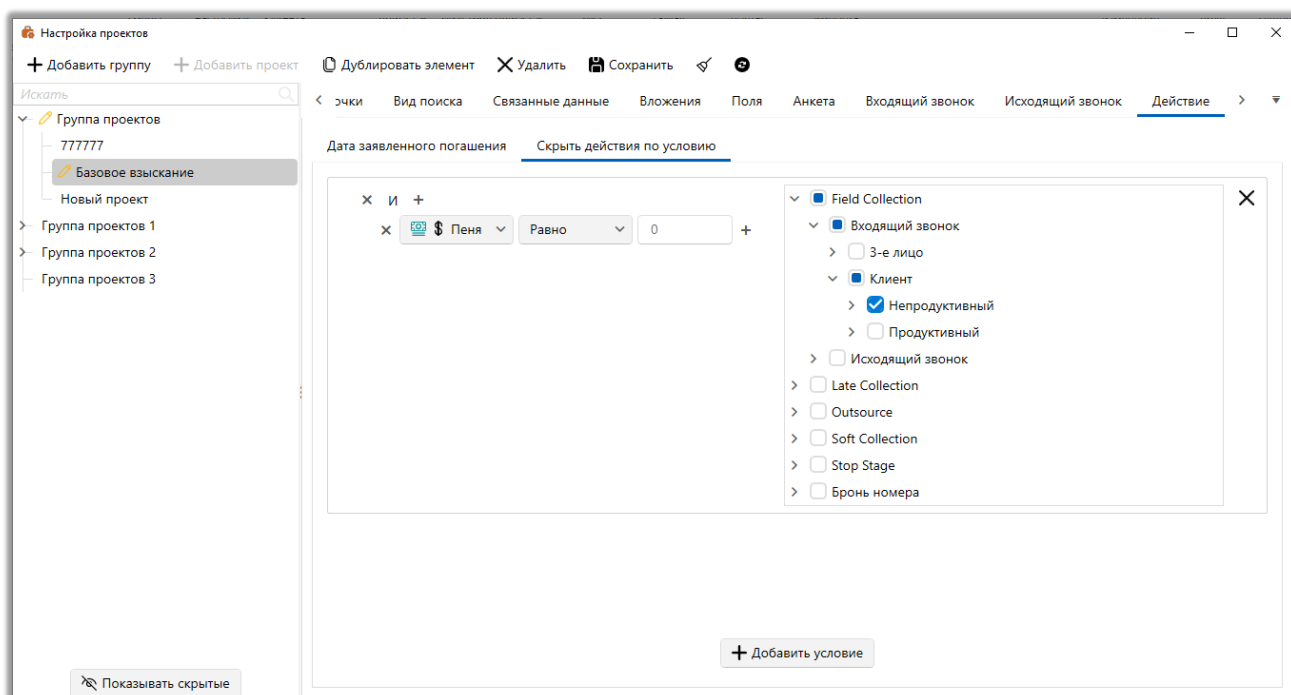 Настройка проектов
Добавить группу Добавить проект Дублировать элемент Удалить Сохранить
Искать
Группа проектов
777777
Базовое взыскание
Новый проект
Группа проектов 1
Группа проектов 2
Группа проектов 3
Показывать скрытые
Вид поиска Связанные данные Вложения Поля Анкета Входящий звонок Исходящий звонок Действие
Дата заявленного погашения Скрыть действия по условию
И
$ Пеня Равно 0
Field Collection
Входящий звонок
3-е лицо
Клиент
Непродуктивный
Продуктивный
Исходящий звонок
Late Collection
Outsource
Soft Collection
Stop Stage
Бронь номера
Добавить условие